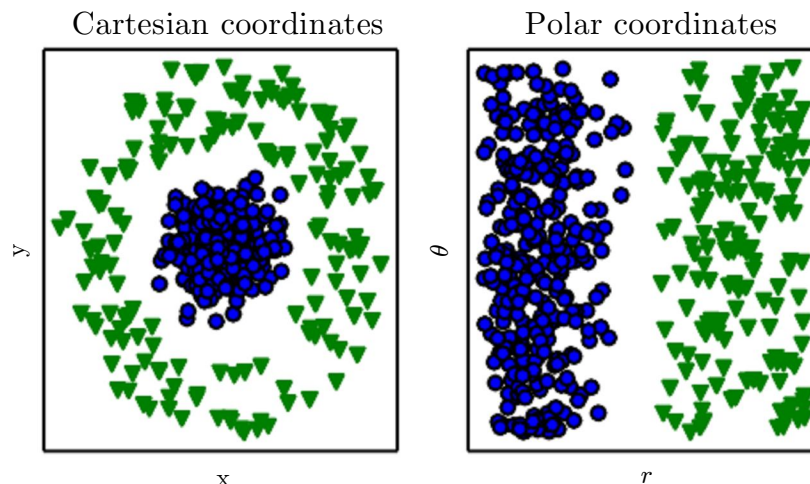 Cartesian coordinates
Polar coordinates
y
θ
x
r